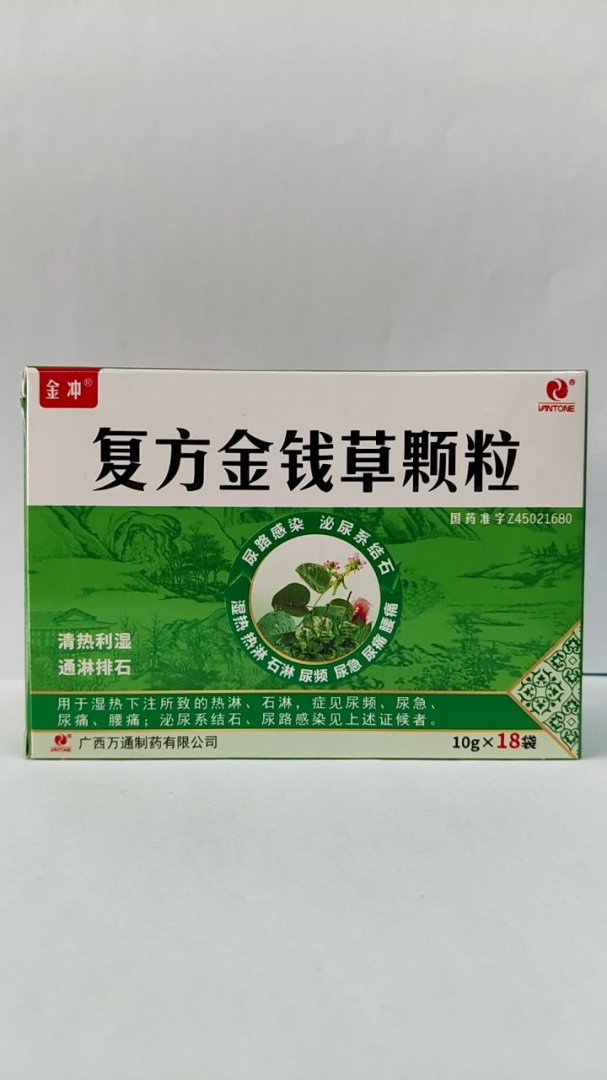 金冲®
VANTONE®
复方金钱草颗粒
国药准字Z45021680
尿路感染 泌尿系结石
湿热 热淋 石淋 尿频 尿急 尿痛 腰痛
清热利湿
通淋排石
用于湿热下注所致的热淋、石淋，症见尿频、尿急、
尿痛、腰痛；泌尿系结石、尿路感染见上述证候者。
VANTONE 广西万通制药有限公司
10g×18袋